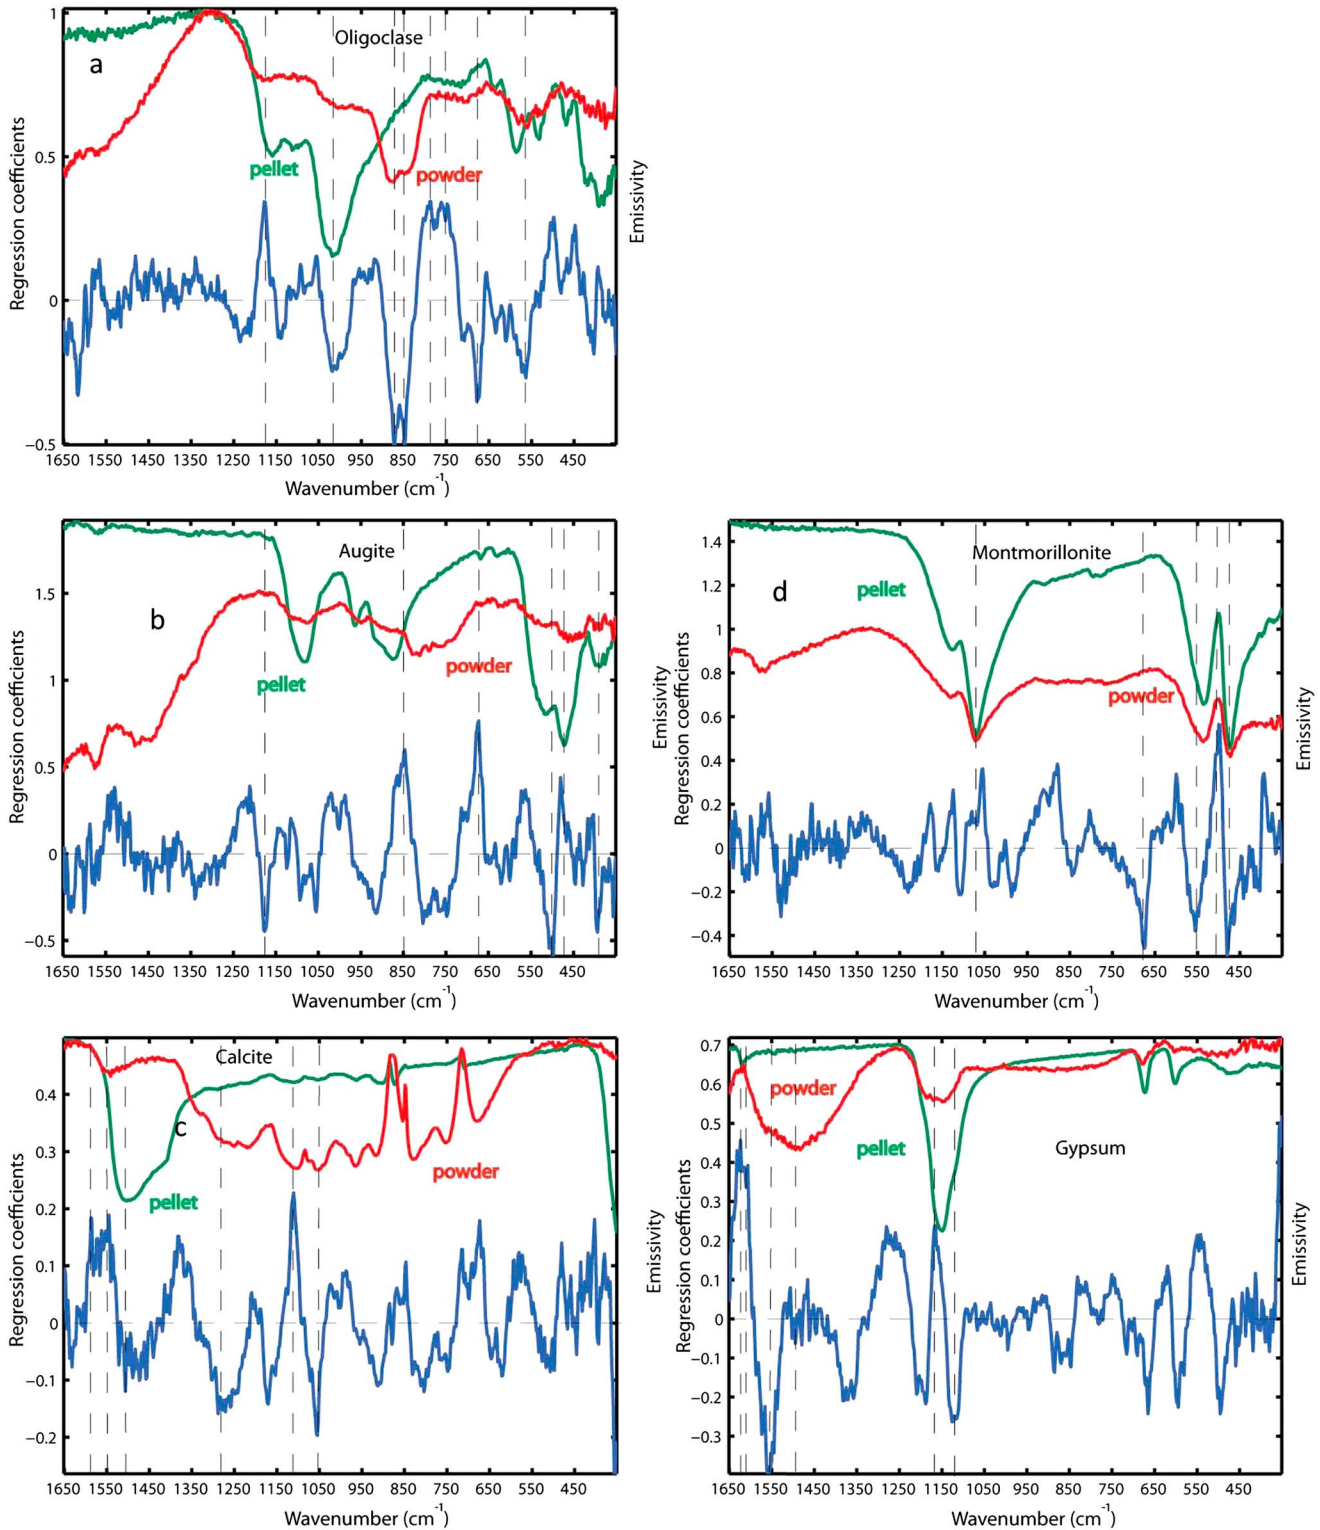 Oligoclase
a
pellet
powder
Regression coefficients
Emissivity
1
0.5
0
−0.5
1650 1550 1450 1350 1250 1150 1050 950 850 750 650 550 450
Wavenumber (cm-1)
Augite
b
pellet
powder
Regression coefficients
Emissivity
1.5
1
0.5
0
−0.5
1650 1550 1450 1350 1250 1150 1050 950 850 750 650 550 450
Wavenumber (cm-1)
Montmorillonite
d
pellet
powder
Regression coefficients
Emissivity
1.4
1.2
1
0.8
0.6
0.4
0.2
0
−0.2
−0.4
1650 1550 1450 1350 1250 1150 1050 950 850 750 650 550 450
Wavenumber (cm-1)
Calcite
c
pellet
powder
Regression coefficients
Emissivity
0.4
0.3
0.2
0.1
0
−0.1
−0.2
1650 1550 1450 1350 1250 1150 1050 950 850 750 650 550 450
Wavenumber (cm-1)
powder
pellet
Gypsum
Regression coefficients
Emissivity
0.7
0.6
0.5
0.4
0.3
0.2
0.1
0
−0.1
−0.2
−0.3
1650 1550 1450 1350 1250 1150 1050 950 850 750 650 550 450
Wavenumber (cm-1)